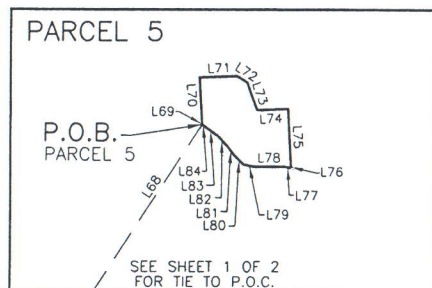 PARCEL 5
L71
L72
L70
L73
L74
L69
P.O.B.
PARCEL 5
L75
L78
L76
L68
L84
L77
L83
L82
L79
L81
L80
SEE SHEET 1 OF 2
FOR TIE TO P.O.C.